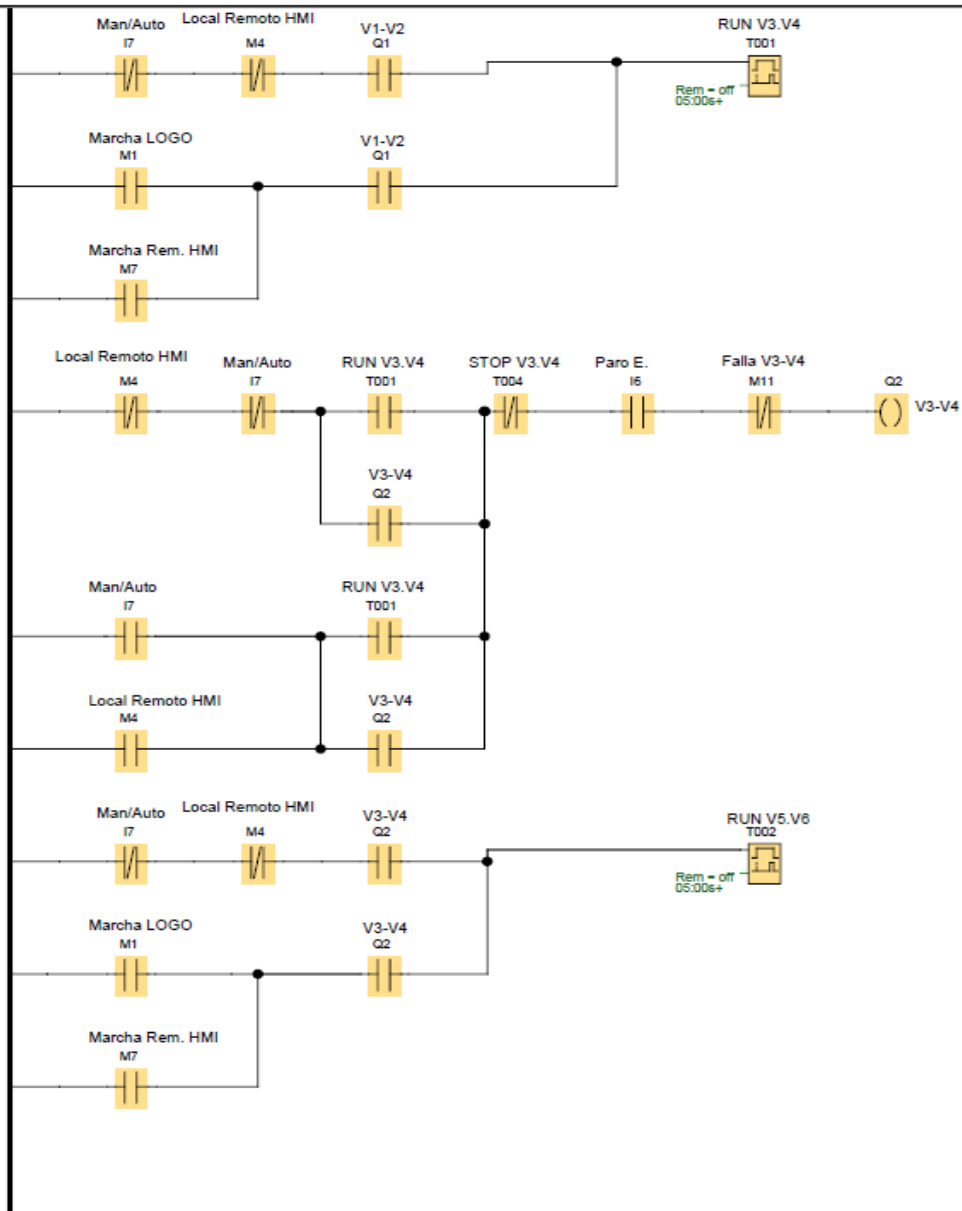 Man/Auto Local Remoto HMI V1-V2 RUN V3.V4
I7 M4 Q1 T001
Rem = off
05:00s+
Marcha LOGO V1-V2
M1 Q1
Marcha Rem. HMI
M7
Local Remoto HMI Man/Auto RUN V3.V4 STOP V3.V4 Paro E. Falla V3-V4
M4 I7 T001 T004 I6 M11 Q2
V3-V4
V3-V4
Q2
Man/Auto RUN V3.V4
I7 T001
Local Remoto HMI V3-V4
M4 Q2
Man/Auto Local Remoto HMI V3-V4 RUN V5.V6
I7 M4 Q2 T002
Rem = off
05:00s+
Marcha LOGO V3-V4
M1 Q2
Marcha Rem. HMI
M7